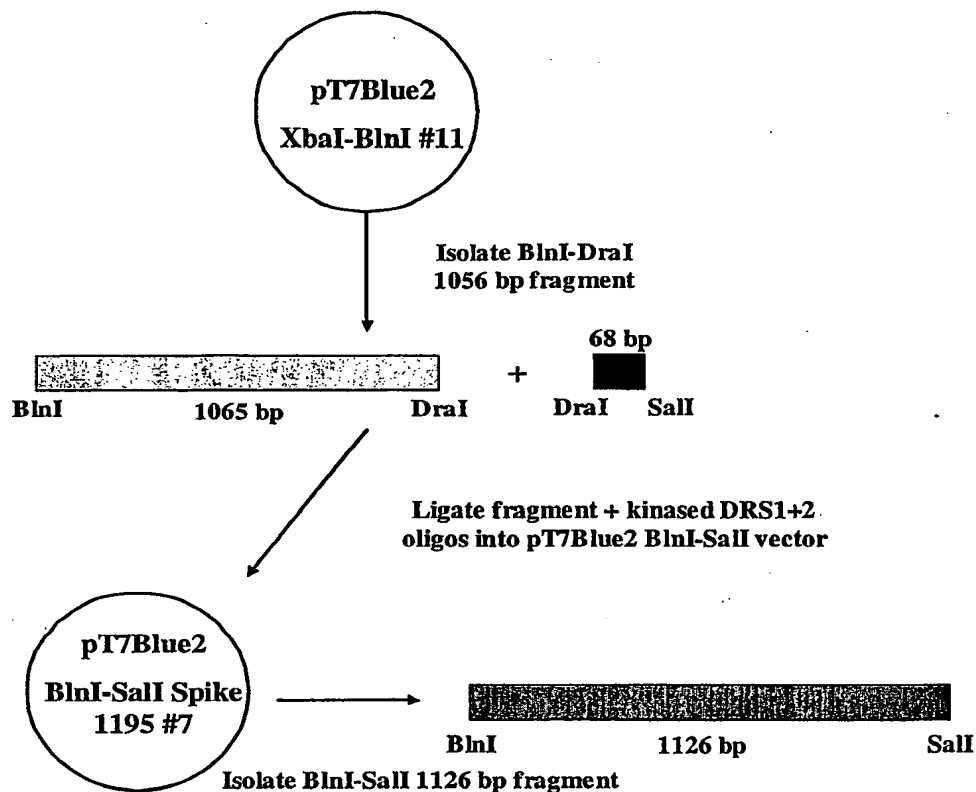 pT7Blue2
XbaI-BlnI #11
Isolate BlnI-DraI
1056 bp fragment
68 bp
+
BlnI
1065 bp
DraI
DraI
SalI
Ligate fragment + kinased DRS1+2
oligos into pT7Blue2 BlnI-SalI vector
pT7Blue2
BlnI-SalI Spike
1195 #7
BlnI
1126 bp
SalI
Isolate BlnI-SalI 1126 bp fragment